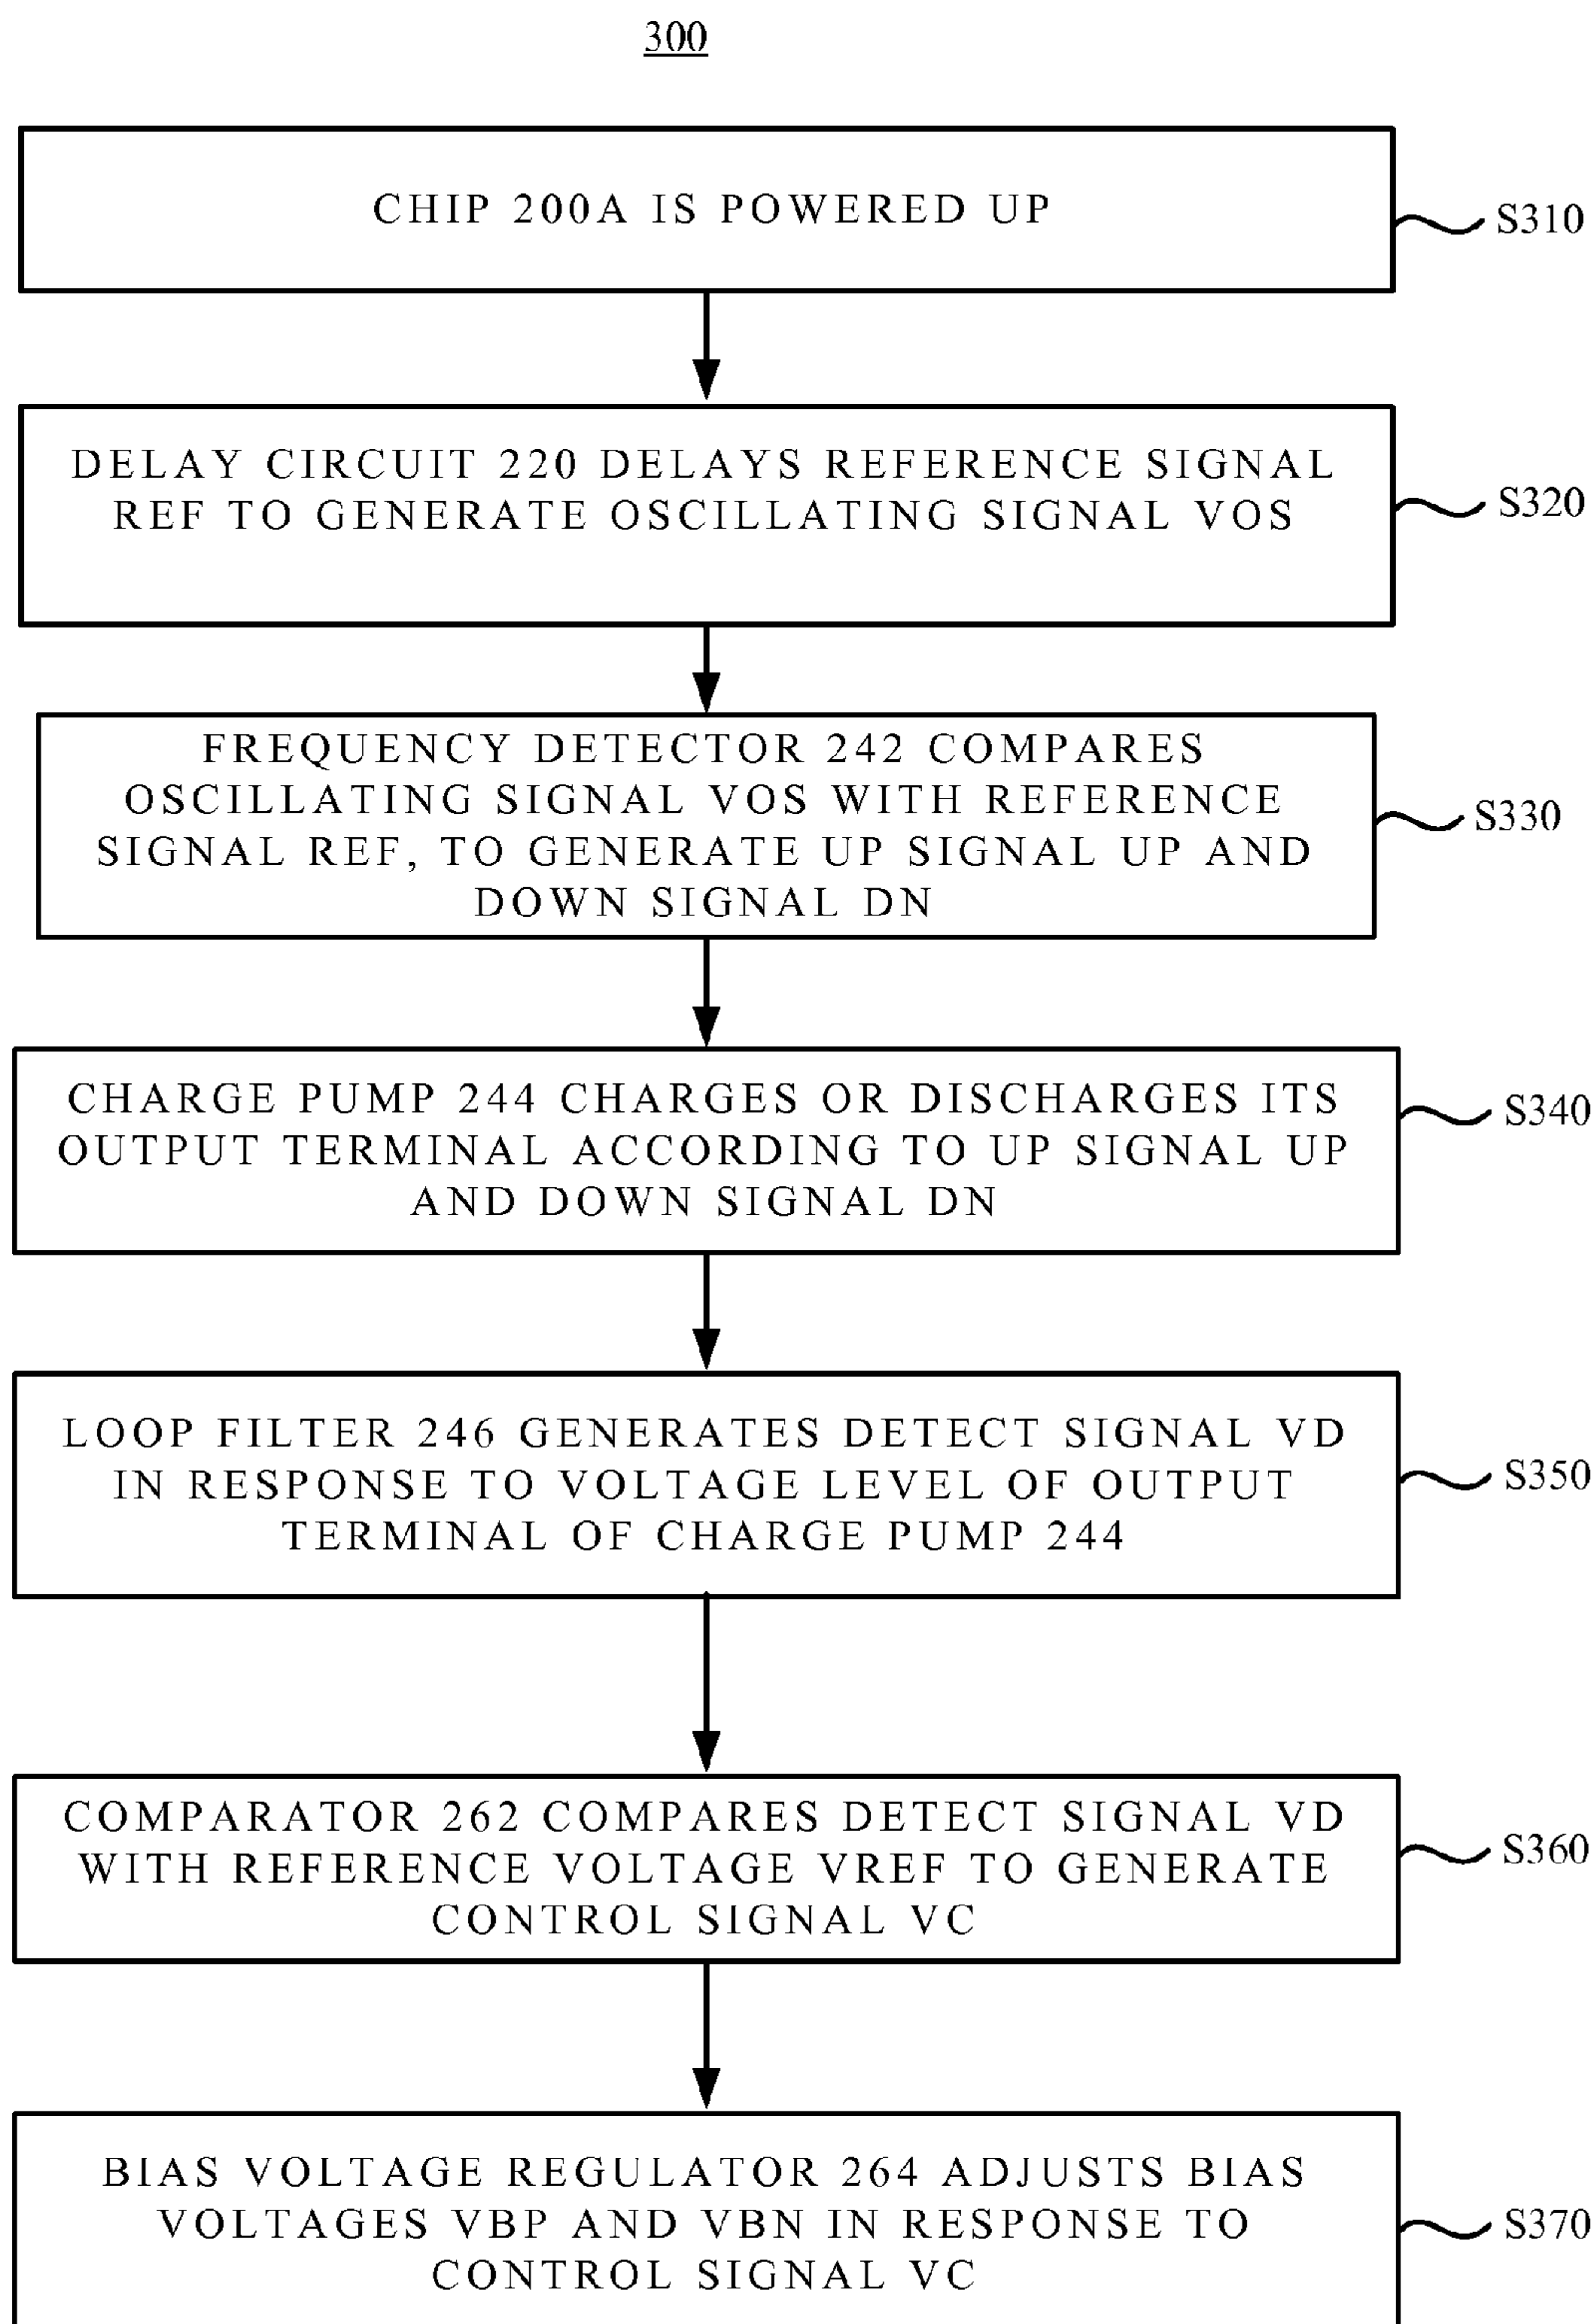 300
CHIP 200A IS POWERED UP
S310
DELAY CIRCUIT 220 DELAYS REFERENCE SIGNAL
REF TO GENERATE OSCILLATING SIGNAL VOS
S320
FREQUENCY DETECTOR 242 COMPARES
OSCILLATING SIGNAL VOS WITH REFERENCE
SIGNAL REF, TO GENERATE UP SIGNAL UP AND
DOWN SIGNAL DN
S330
CHARGE PUMP 244 CHARGES OR DISCHARGES ITS
OUTPUT TERMINAL ACCORDING TO UP SIGNAL UP
AND DOWN SIGNAL DN
S340
LOOP FILTER 246 GENERATES DETECT SIGNAL VD
IN RESPONSE TO VOLTAGE LEVEL OF OUTPUT
TERMINAL OF CHARGE PUMP 244
S350
COMPARATOR 262 COMPARES DETECT SIGNAL VD
WITH REFERENCE VOLTAGE VREF TO GENERATE
CONTROL SIGNAL VC
S360
BIAS VOLTAGE REGULATOR 264 ADJUSTS BIAS
VOLTAGES VBP AND VBN IN RESPONSE TO
CONTROL SIGNAL VC
S370